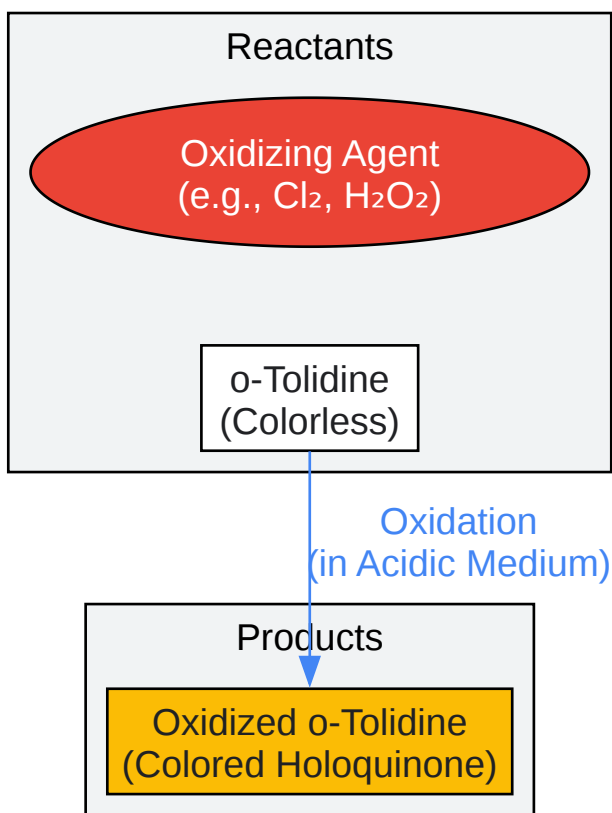 Reactants
Oxidizing Agent
(e.g., Cl₂, H₂O₂)
o-Tolidine
(Colorless)
Oxidation
(in Acidic Medium)
Products
Oxidized o-Tolidine
(Colored Holoquinone)